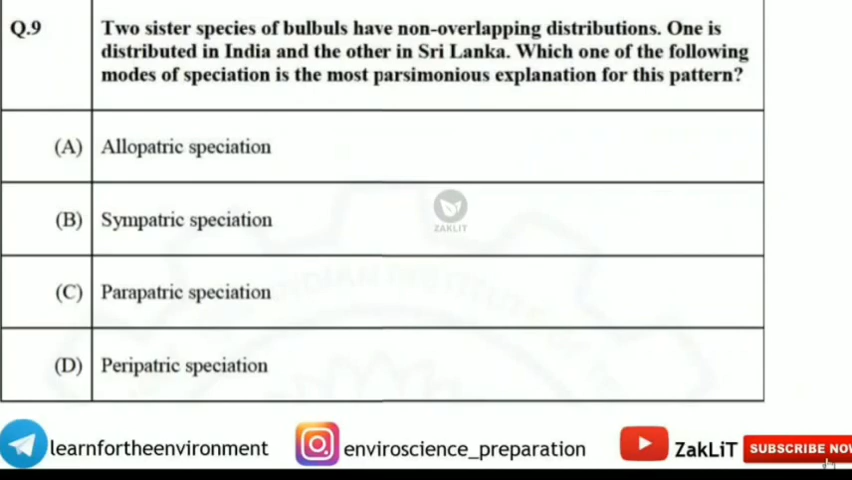 Q.9
Two sister species of bulbuls have non-overlapping distributions. One is
distributed in India and the other in Sri Lanka. Which one of the following
modes of speciation is the most parsimonious explanation for this pattern?
(A) Allopatric speciation
(B) Sympatric speciation
ZAKLIT
(C) Parapatric speciation
(D) Peripatric speciation
learnfortheenvironment
enviroscience_preparation
ZakLiT
SUBSCRIBE NOW